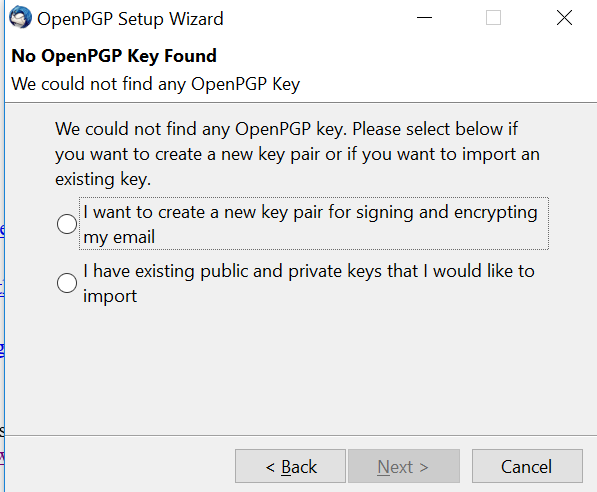 OpenPGP Setup Wizard
No OpenPGP Key Found
We could not find any OpenPGP Key
We could not find any OpenPGP key. Please select below if
you want to create a new key pair or if you want to import an
existing key.
I want to create a new key pair for signing and encrypting
my email
I have existing public and private keys that I would like to
import
< Back
Next >
Cancel